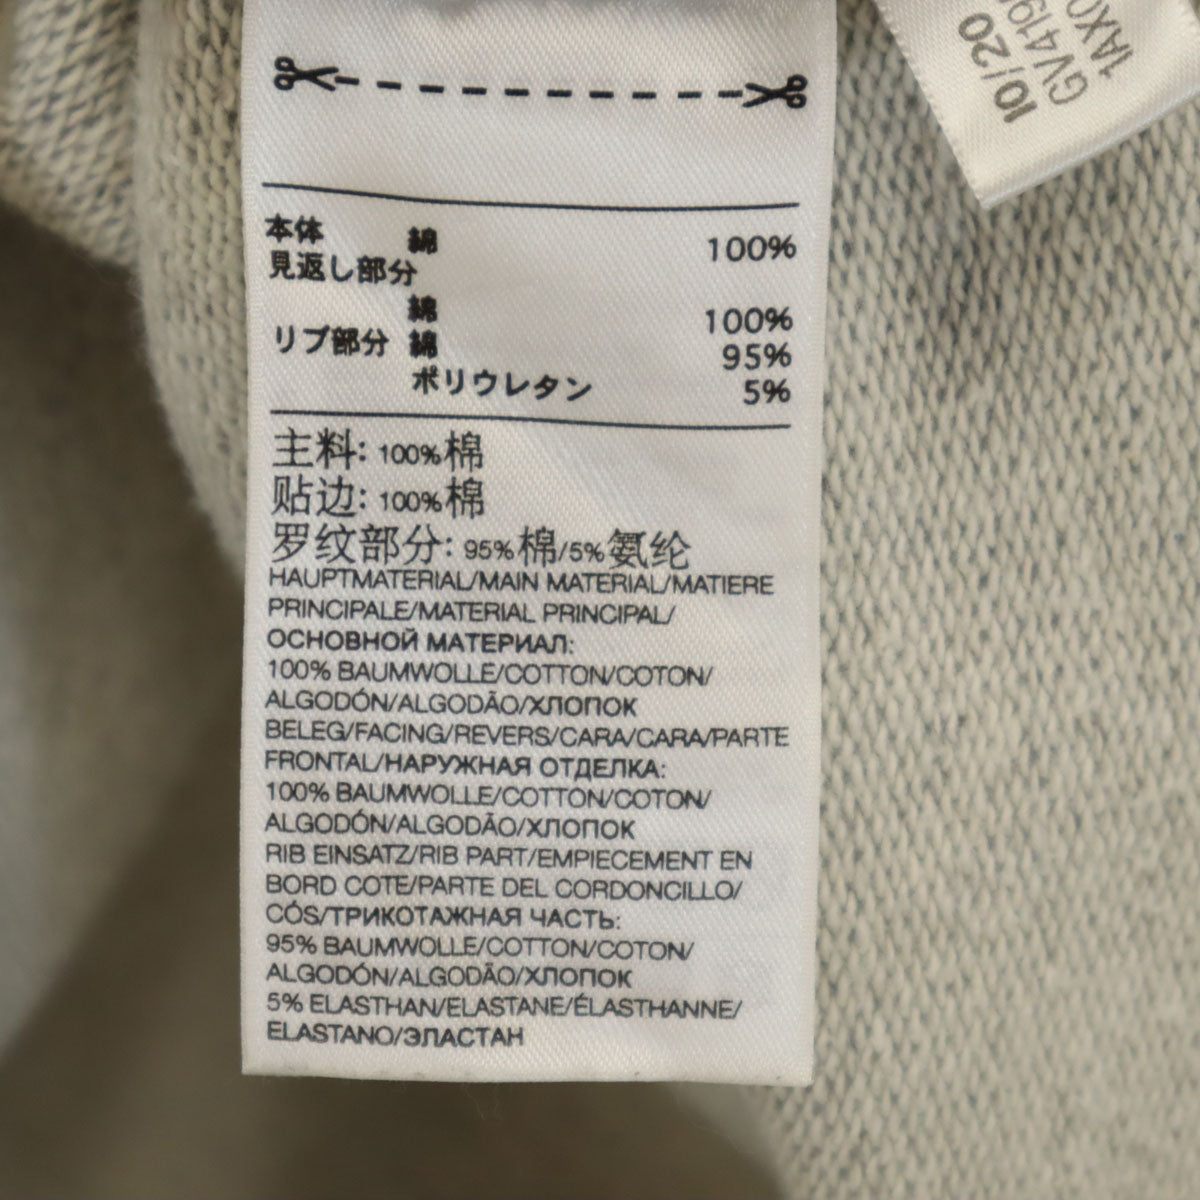 10/20
GV419
1AX0
本体 綿 100%
見返し部分
綿 100%
リブ部分 綿 95%
ポリウレタン 5%
主料: 100%棉
贴边: 100%棉
罗纹部分: 95%棉/5%氨纶
HAUPTMATERIAL/MAIN MATERIAL/MATIERE
PRINCIPALE/MATERIAL PRINCIPAL/
ОСНОВНОЙ МАТЕРИАЛ:
100% BAUMWOLLE/COTTON/COTON/
ALGODÓN/ALGODÃO/ХЛОПОК
BELEG/FACING/REVERS/CARA/CARA/PARTE
FRONTAL/НАРУЖНАЯ ОТДЕЛКА:
100% BAUMWOLLE/COTTON/COTON/
ALGODÓN/ALGODÃO/ХЛОПОК
RIB EINSATZ/RIB PART/EMPIECEMENT EN
BORD COTE/PARTE DEL CORDONCILLO/
CÓS/ТРИКОТАЖНАЯ ЧАСТЬ:
95% BAUMWOLLE/COTTON/COTON/
ALGODÓN/ALGODÃO/ХЛОПОК
5% ELASTHAN/ELASTANE/ÉLASTHANNE/
ELASTANO/ЭЛАСТАН